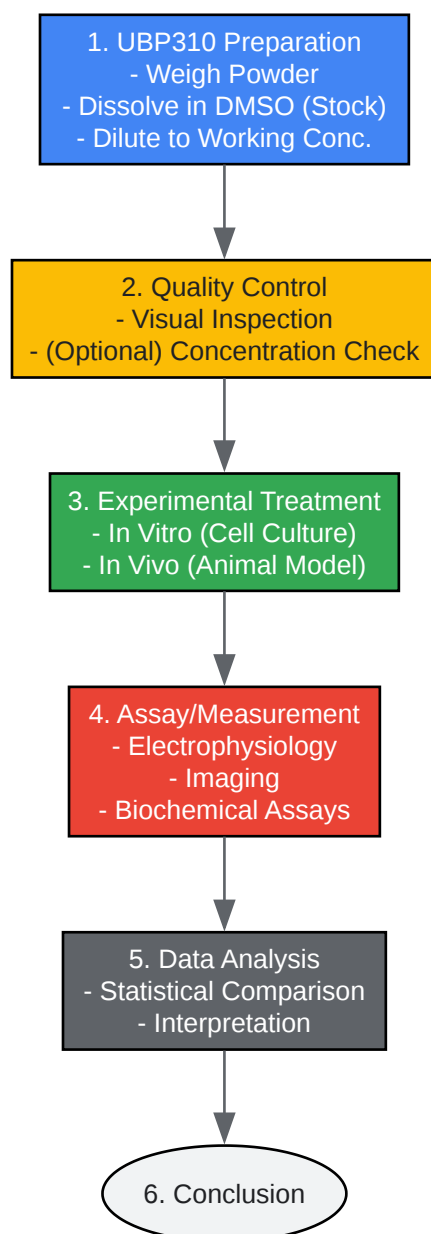 1. UBP310 Preparation
- Weigh Powder
- Dissolve in DMSO (Stock)
- Dilute to Working Conc.
2. Quality Control
- Visual Inspection
- (Optional) Concentration Check
3. Experimental Treatment
- In Vitro (Cell Culture)
- In Vivo (Animal Model)
4. Assay/Measurement
- Electrophysiology
- Imaging
- Biochemical Assays
5. Data Analysis
- Statistical Comparison
- Interpretation
6. Conclusion